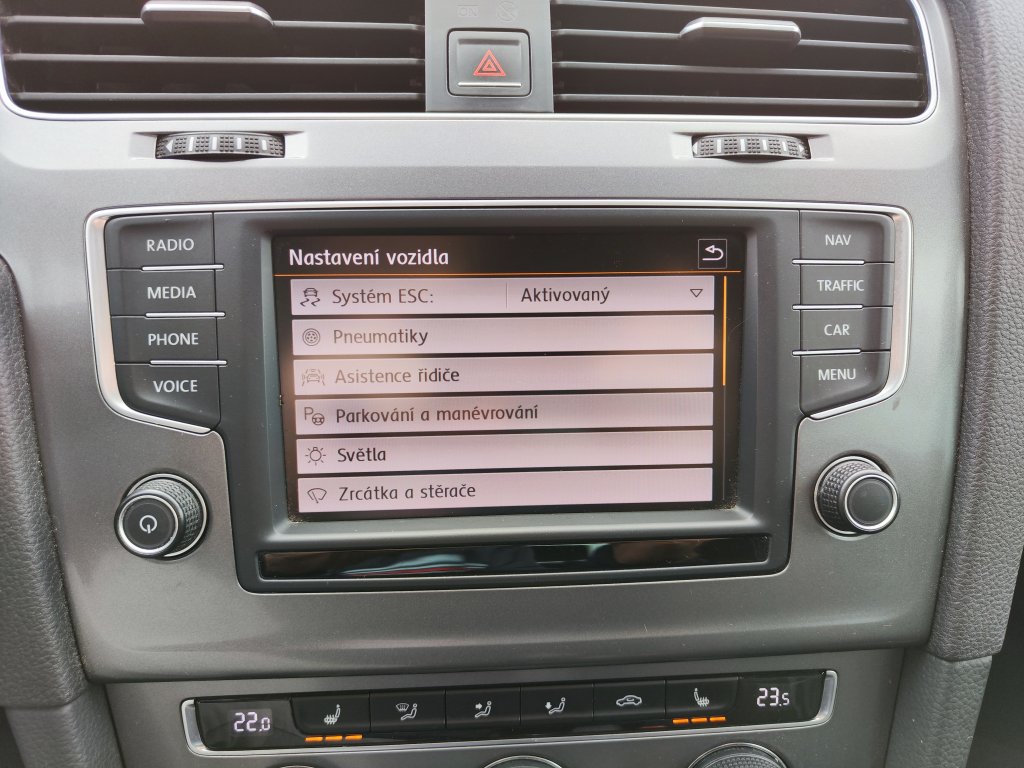 RADIO
MEDIA
PHONE
VOICE
Nastavení vozidla
Systém ESC: Aktivovaný
Pneumatiky
Asistence řidiče
Parkování a manévrování
Světla
Zrcátka a stěrače
NAV
TRAFFIC
CAR
MENU
22.0
23.5